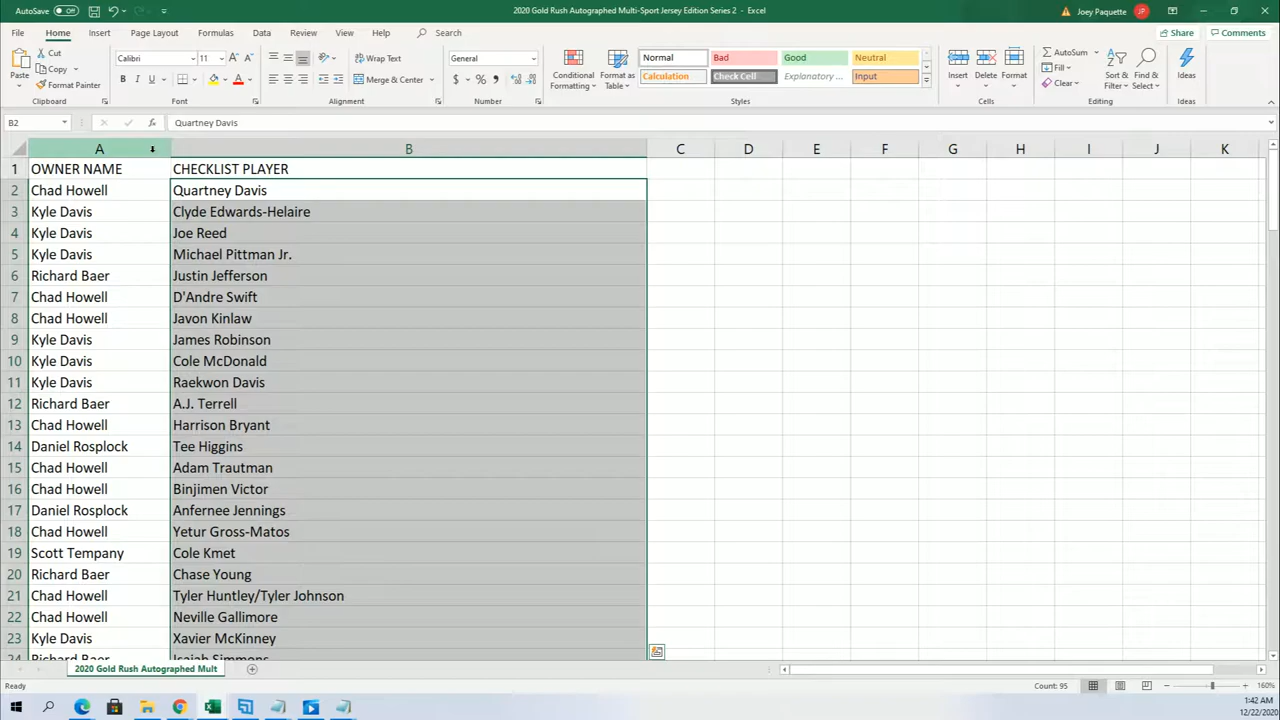 AutoSave Off 2020 Gold Rush Autographed Multi-Sport Jersey Edition Series 2 - Excel Joey Paquette JP
File Home Insert Page Layout Formulas Data Review View Help Search Share Comments
Paste Cut Copy Format Painter Clipboard
Calibri 11 B I U A Font
Wrap Text Merge & Center Alignment
General $ % Number
Conditional Formatting Format as Table Normal Bad Good Neutral Calculation Check Cell Explanatory ... Input Styles
Insert Delete Format Cells
AutoSum Fill Clear Sort & Filter Find & Select Editing
Ideas Ideas
B2 fx Quartney Davis
A B C D E F G H I J K
1 OWNER NAME CHECKLIST PLAYER
2 Chad Howell Quartney Davis
3 Kyle Davis Clyde Edwards-Helaire
4 Kyle Davis Joe Reed
5 Kyle Davis Michael Pittman Jr.
6 Richard Baer Justin Jefferson
7 Chad Howell D'Andre Swift
8 Chad Howell Javon Kinlaw
9 Kyle Davis James Robinson
10 Kyle Davis Cole McDonald
11 Kyle Davis Raekwon Davis
12 Richard Baer A.J. Terrell
13 Chad Howell Harrison Bryant
14 Daniel Rosplock Tee Higgins
15 Chad Howell Adam Trautman
16 Chad Howell Binjimen Victor
17 Daniel Rosplock Anfernee Jennings
18 Chad Howell Yetur Gross-Matos
19 Scott Tempany Cole Kmet
20 Richard Baer Chase Young
21 Chad Howell Tyler Huntley/Tyler Johnson
22 Chad Howell Neville Gallimore
23 Kyle Davis Xavier McKinney
24 Richard Baer Isaiah Simmons
2020 Gold Rush Autographed Mult
Ready Count: 95 160%
1:42 AM
12/22/2020